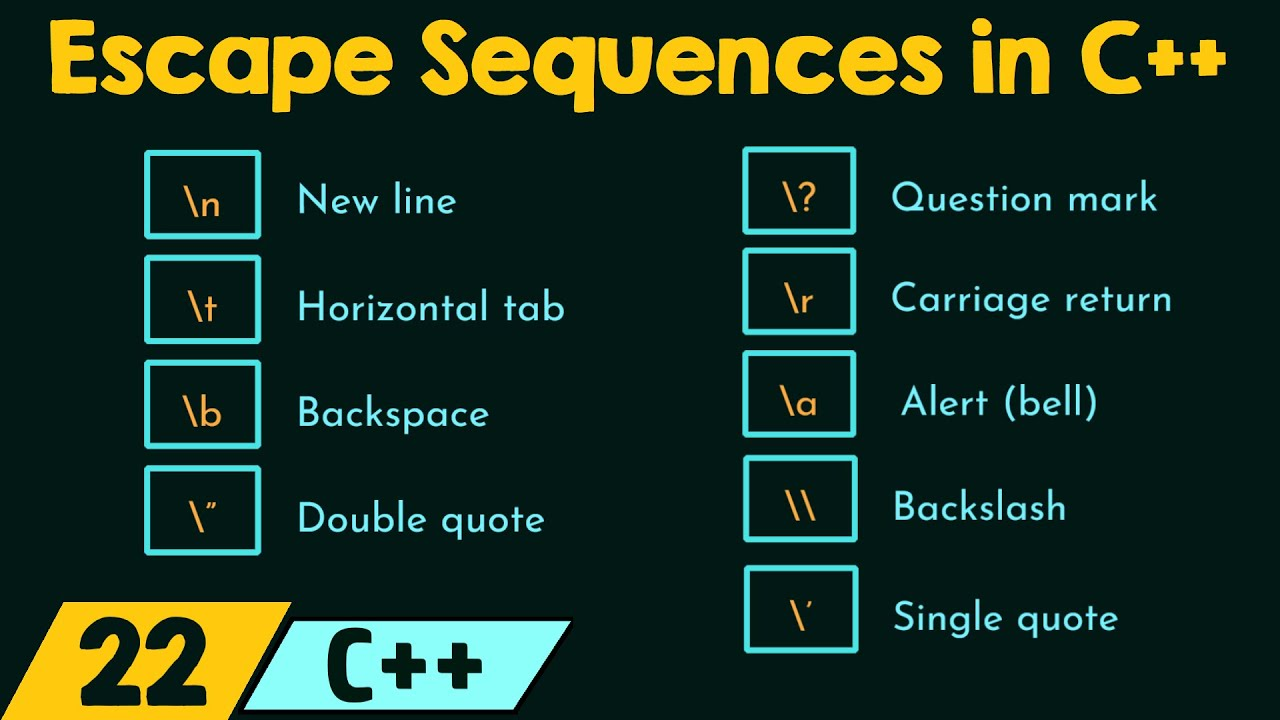 Escape Sequences in C++
\n New line
\t Horizontal tab
\b Backspace
\” Double quote
\? Question mark
\r Carriage return
\a Alert (bell)
\\ Backslash
\’ Single quote
22 C++